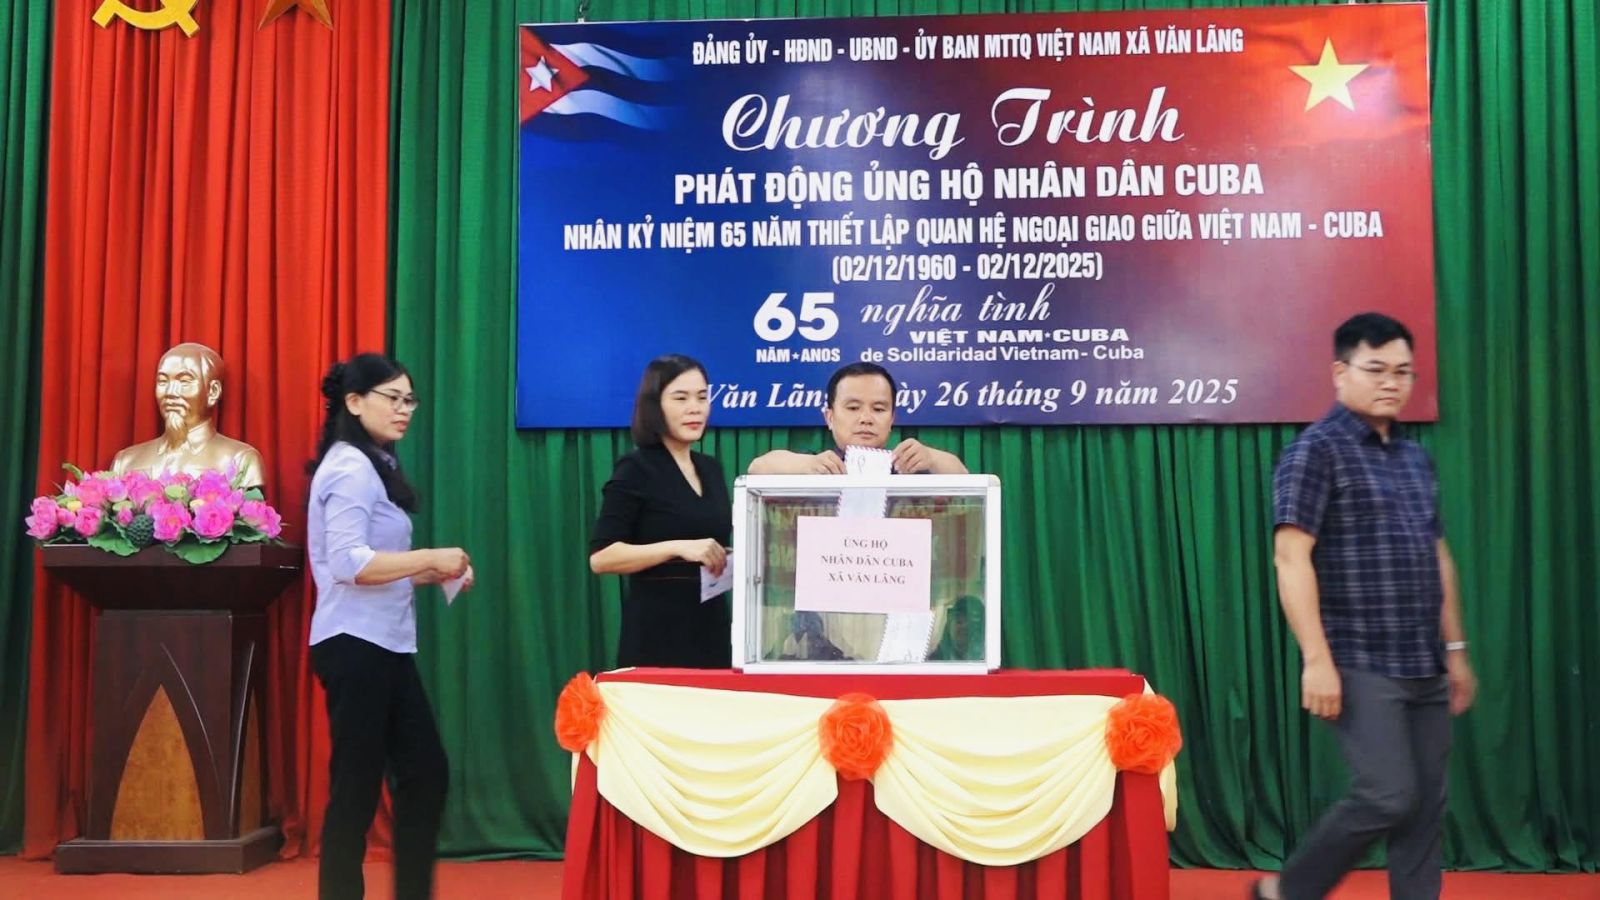 ĐẢNG ỦY - HĐND - UBND - ỦY BAN MTTQ VIỆT NAM XÃ VĂN LÃNG
Chương Trình
PHÁT ĐỘNG ỦNG HỘ NHÂN DÂN CUBA
NHÂN KỶ NIỆM 65 NĂM THIẾT LẬP QUAN HỆ NGOẠI GIAO GIỮA VIỆT NAM - CUBA
(02/12/1960 - 02/12/2025)
65 nghĩa tình
VIỆT NAM★CUBA
NĂM★ANOS de Solidaridad Vietnam - Cuba
Văn Lãng 26 tháng 9 năm 2025
ỦNG HỘ
NHÂN DÂN CUBA
XÃ VĂN LÃNG